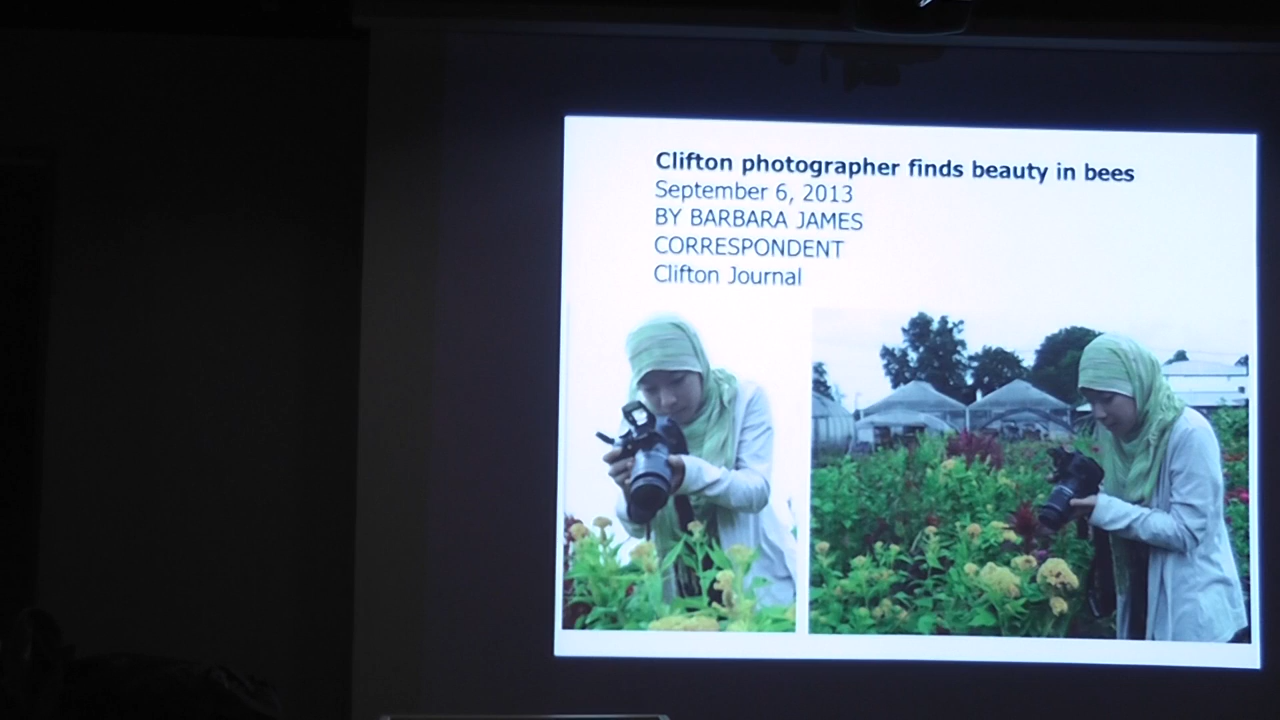 Clifton photographer finds beauty in bees
September 6, 2013
BY BARBARA JAMES
CORRESPONDENT
Clifton Journal